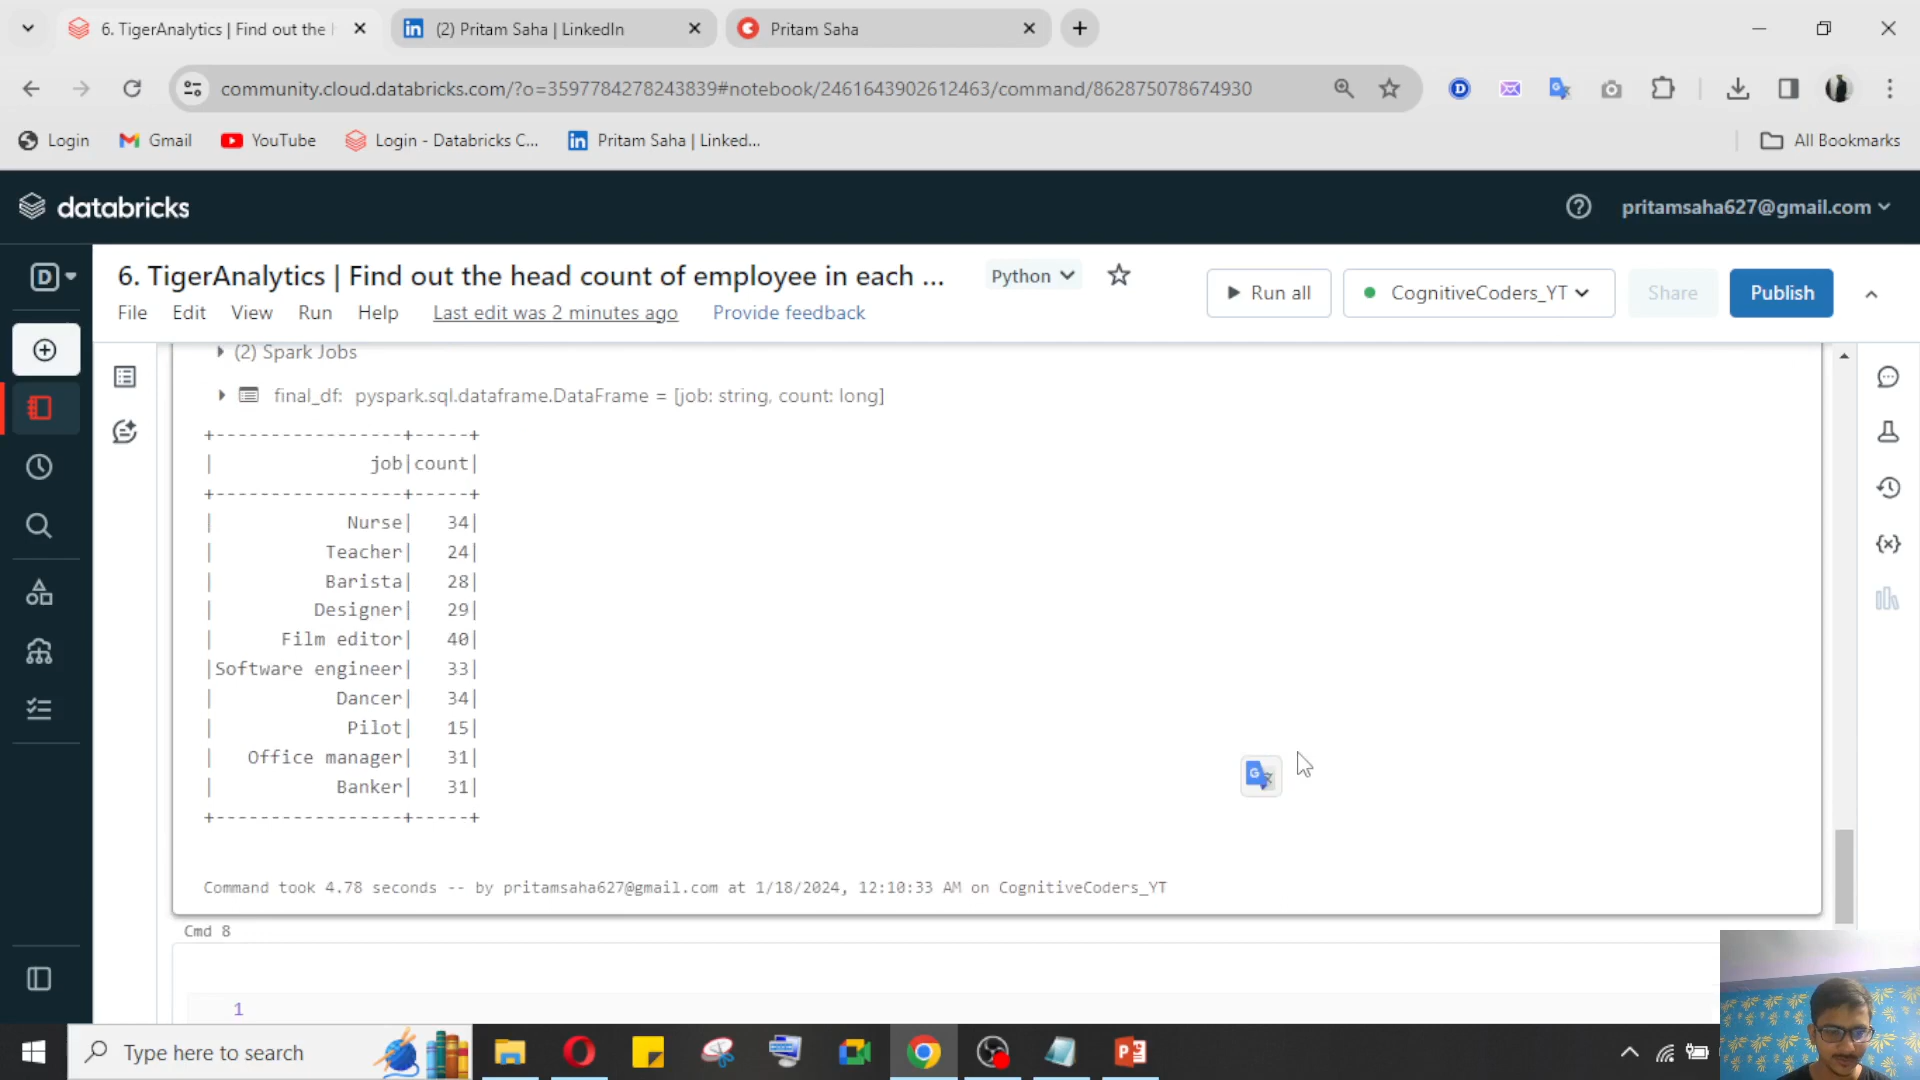 6. TigerAnalytics | Find out the h
(2) Pritam Saha | LinkedIn
Pritam Saha
community.cloud.databricks.com/?o=3597784278243839#notebook/2461643902612463/command/862875078674930
Login
Gmail
YouTube
Login - Databricks C...
Pritam Saha | Linked...
All Bookmarks
databricks
pritamsaha627@gmail.com
D
6. TigerAnalytics | Find out the head count of employee in each ...
Python
Run all
CognitiveCoders_YT
Share
Publish
File Edit View Run Help Last edit was 2 minutes ago Provide feedback
(2) Spark Jobs
final_df: pyspark.sql.dataframe.DataFrame = [job: string, count: long]
+-----------------+-----+
|              job|count|
+-----------------+-----+
|            Nurse|   34|
|          Teacher|   24|
|          Barista|   28|
|         Designer|   29|
|      Film editor|   40|
|Software engineer|   33|
|           Dancer|   34|
|            Pilot|   15|
|   Office manager|   31|
|           Banker|   31|
+-----------------+-----+
Command took 4.78 seconds -- by pritamsaha627@gmail.com at 1/18/2024, 12:10:33 AM on CognitiveCoders_YT
Cmd 8
1
Type here to search